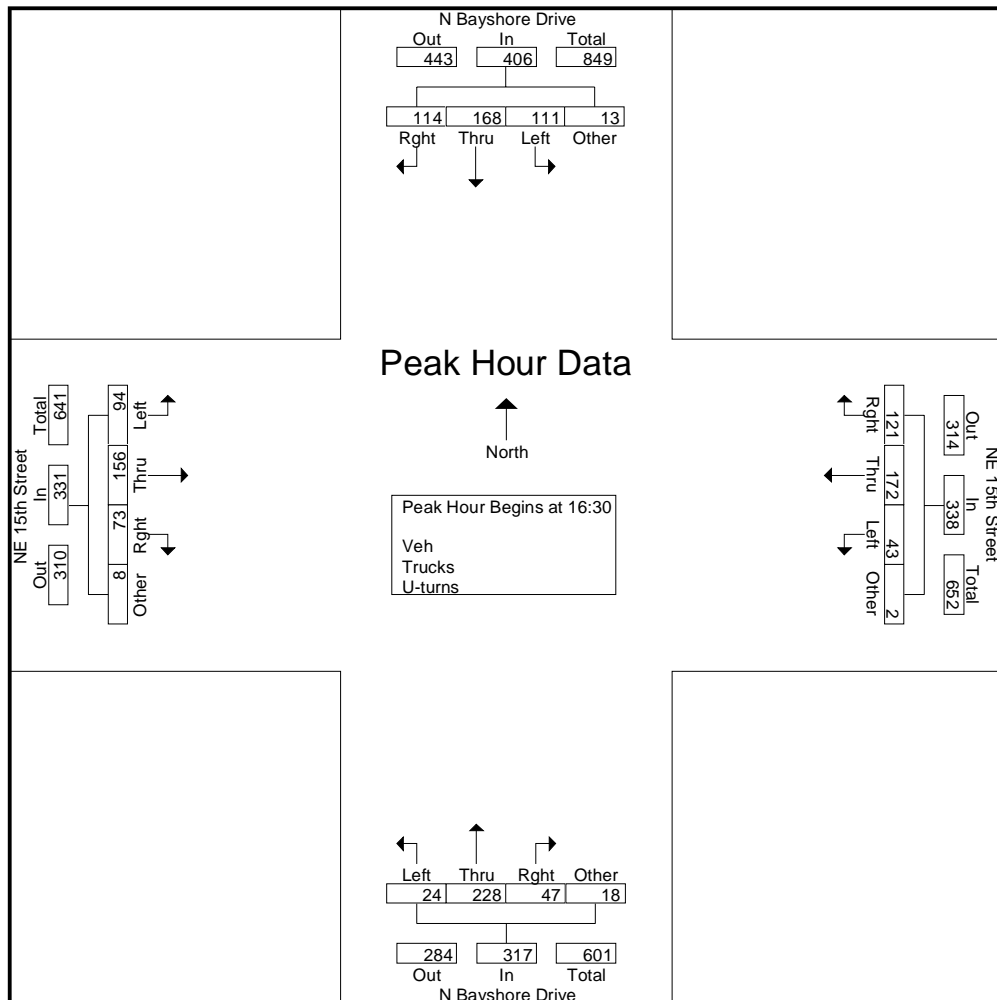 N Bayshore Drive
Out In Total
443 406 849
114 168 111 13
Rght Thru Left Other
Peak Hour Data
North
Peak Hour Begins at 16:30
Veh
Trucks
U-turns
NE 15th Street
Out In Total
310 331 641
Left Thru Rght Other
94 156 73 8
NE 15th Street
Out In Total
314 338 652
Rght Thru Left Other
121 172 43 2
Left Thru Rght Other
24 228 47 18
284 317 601
Out In Total
N Bayshore Drive